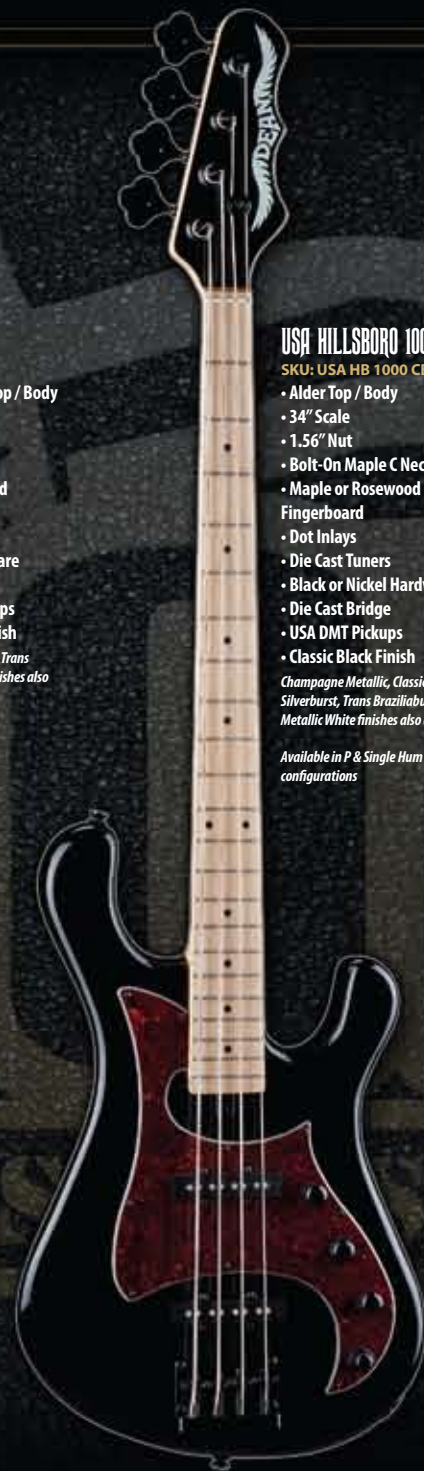 DEAN
op / Body
d
are
ps
ish
Trans
ishes also
USA HILLSBORO 100
SKU: USA HB 1000 C
• Alder Top / Body
• 34" Scale
• 1.56" Nut
• Bolt-On Maple C Nec
• Maple or Rosewood
Fingerboard
• Dot Inlays
• Die Cast Tuners
• Black or Nickel Hard
• Die Cast Bridge
• USA DMT Pickups
• Classic Black Finish
Champagne Metallic, Classic
Silverburst, Trans Braziliabu
Metallic White finishes also
Available in P & Single Hum
configurations